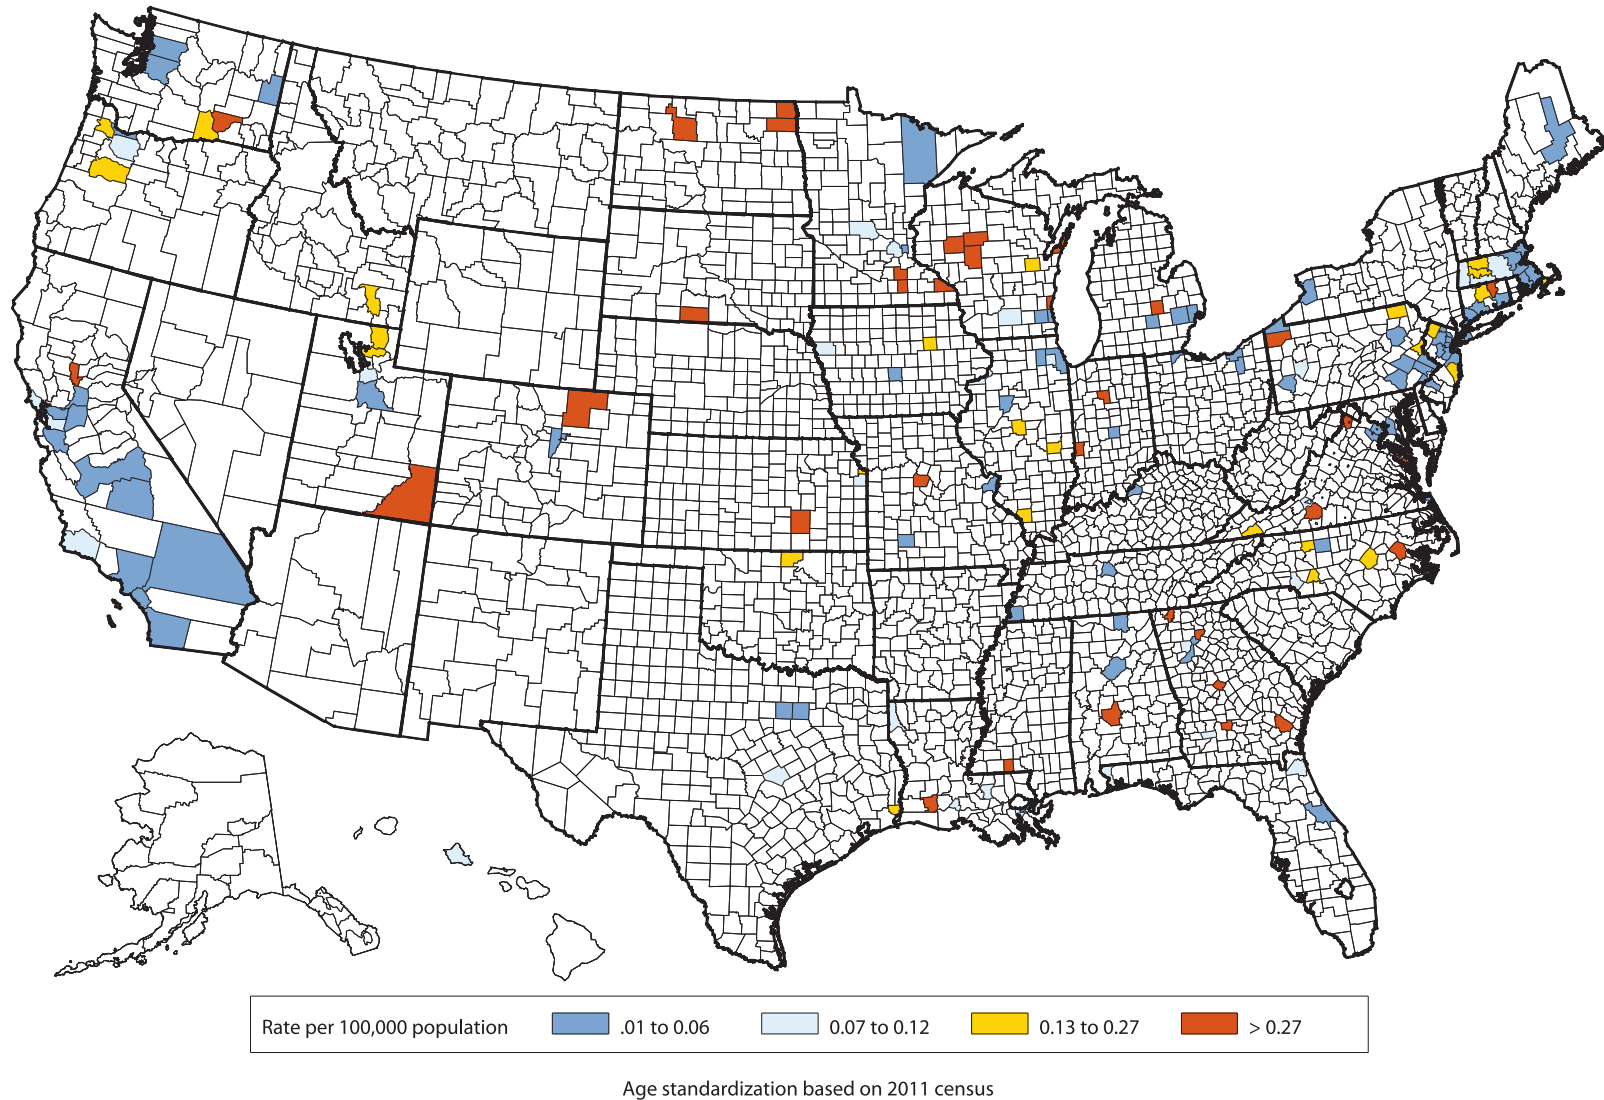 Rate per 100,000 population .01 to 0.06 0.07 to 0.12 0.13 to 0.27 > 0.27
Age standardization based on 2011 census